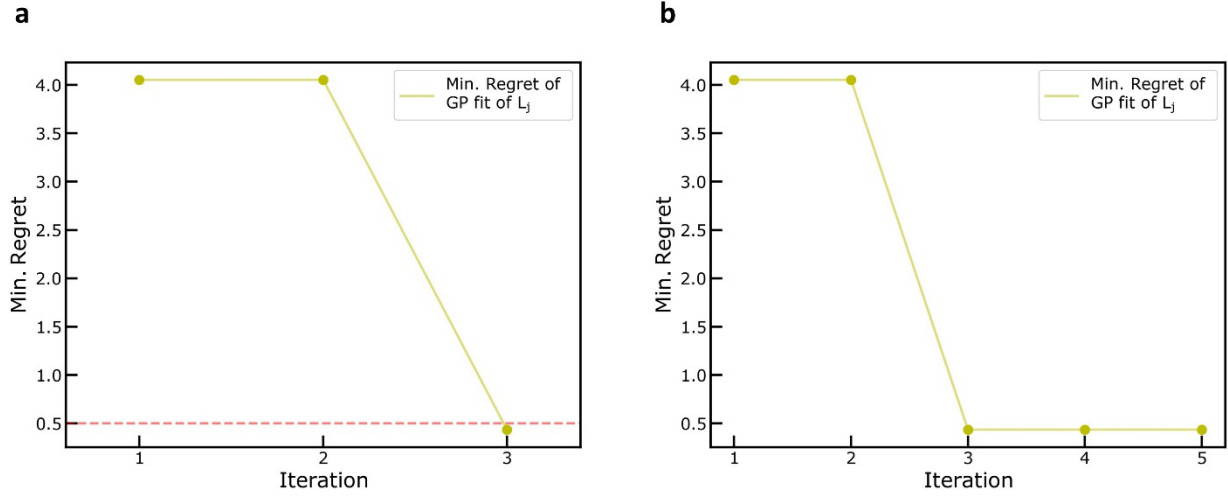 a
4.0
3.5
3.0
2.5
2.0
1.5
1.0
0.5
Min. Regret
Min. Regret of
GP fit of Lj
1
2
3
Iteration
b
4.0
3.5
3.0
2.5
2.0
1.5
1.0
0.5
Min. Regret
Min. Regret of
GP fit of Lj
1
2
3
4
5
Iteration